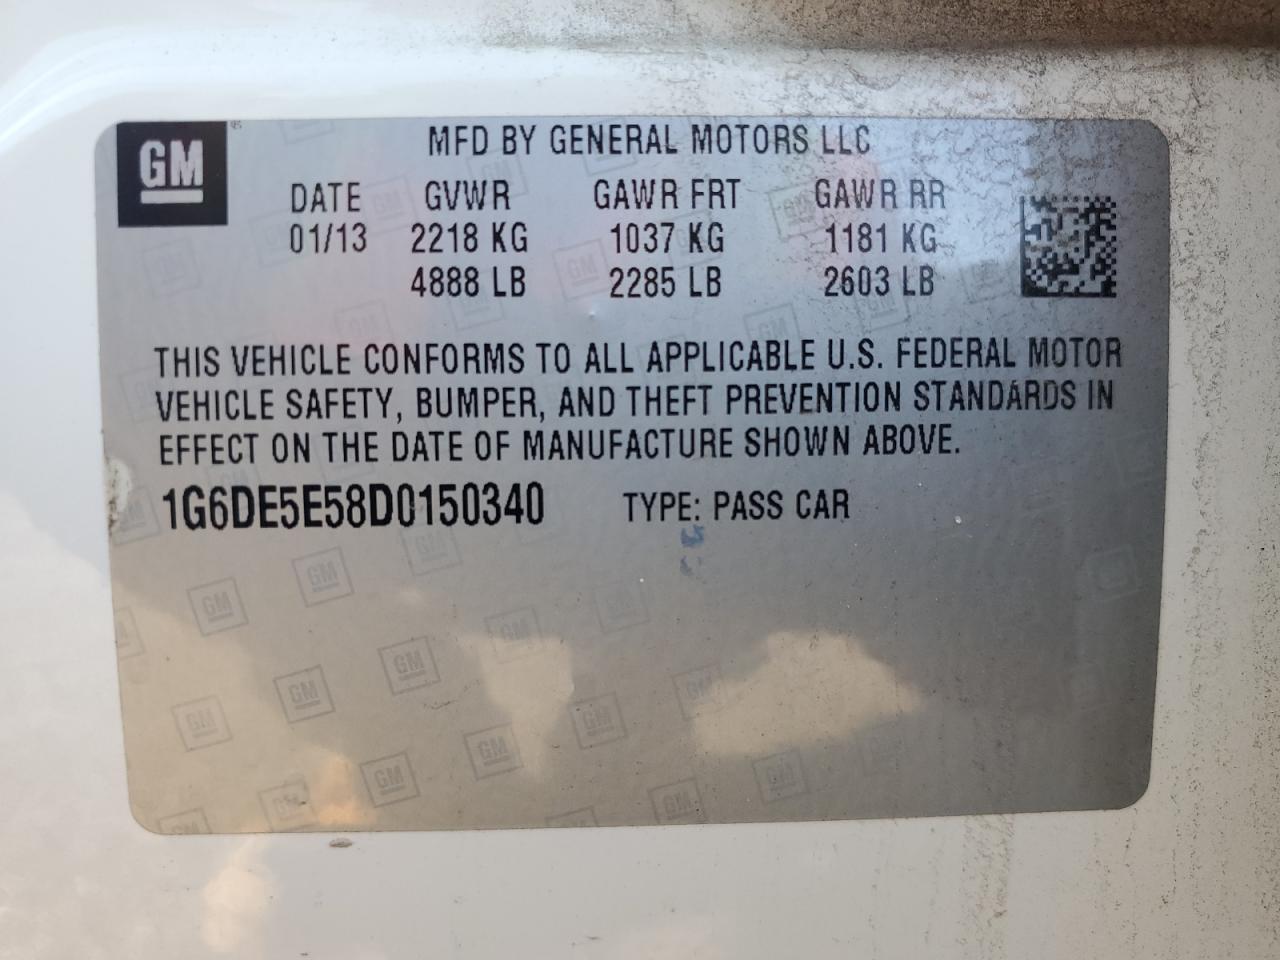 GM
MFD BY GENERAL MOTORS LLC
DATE GVWR GAWR FRT GAWR RR
01/13 2218 KG 1037 KG 1181 KG
4888 LB 2285 LB 2603 LB
THIS VEHICLE CONFORMS TO ALL APPLICABLE U.S. FEDERAL MOTOR
VEHICLE SAFETY, BUMPER, AND THEFT PREVENTION STANDARDS IN
EFFECT ON THE DATE OF MANUFACTURE SHOWN ABOVE.
1G6DE5E58D0150340 TYPE: PASS CAR